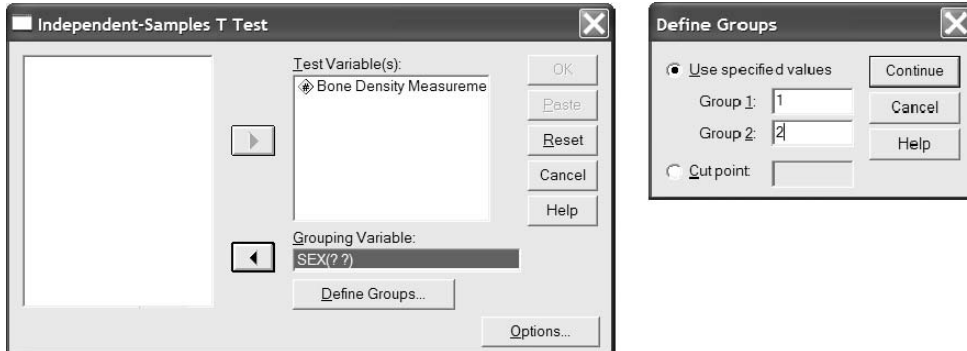 Independent-Samples T Test
Test Variable(s):
Bone Density Measureme
OK
Paste
Reset
Cancel
Help
Grouping Variable:
SEX(? ?)
Define Groups...
Options...
Define Groups
Use specified values
Group 1: 1
Group 2: 2
Cut point:
Continue
Cancel
Help